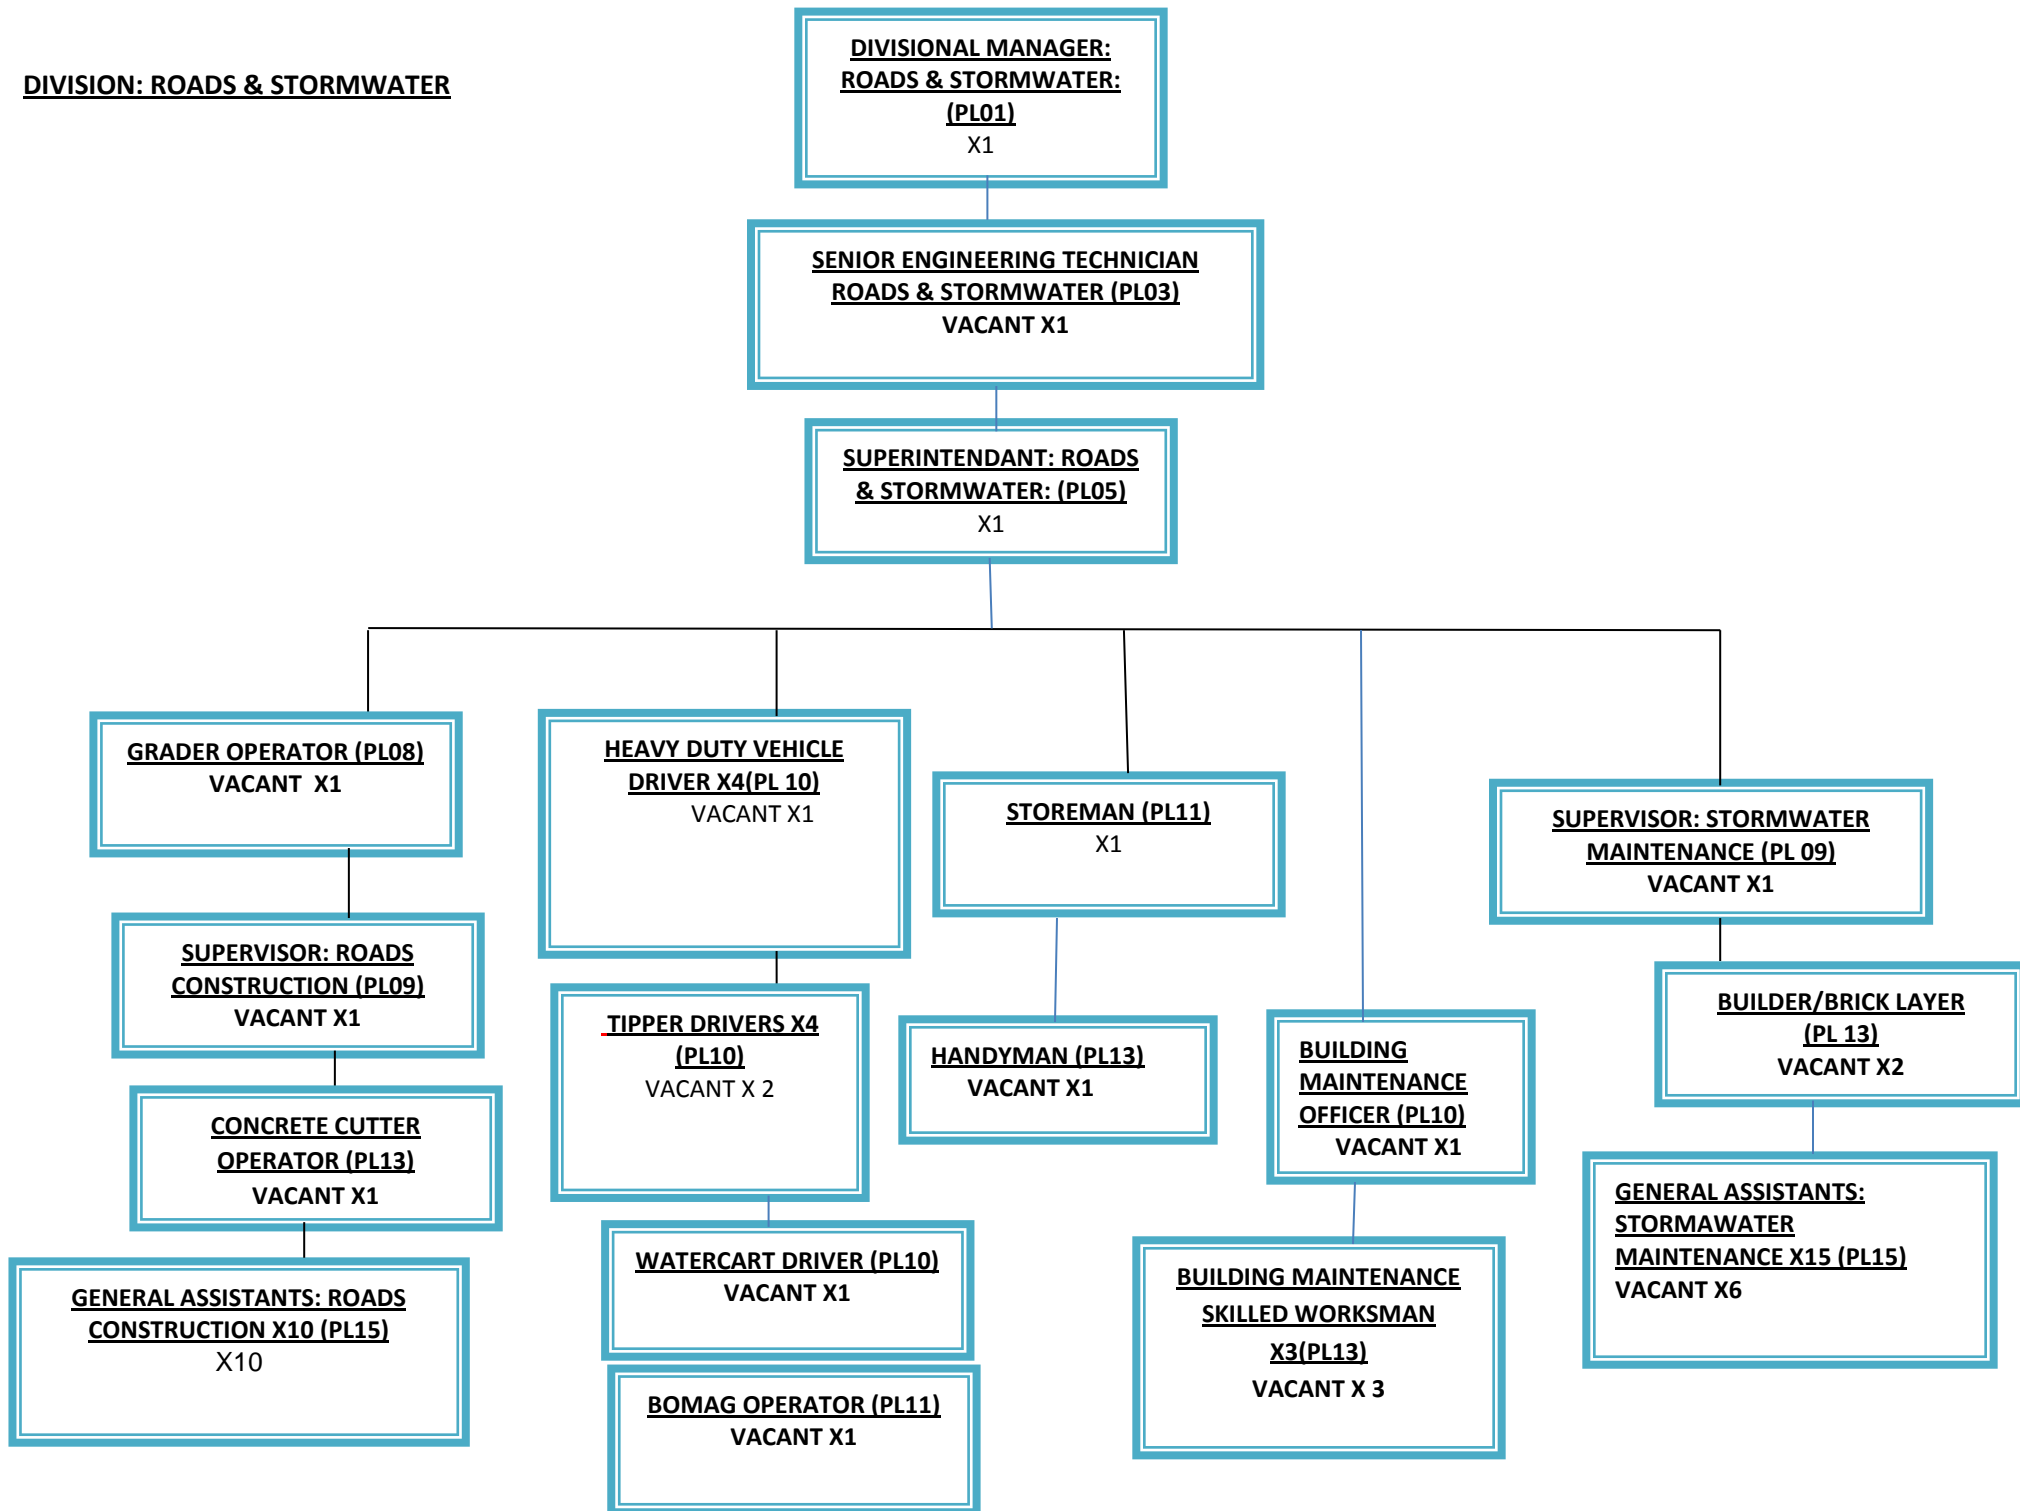 DIVISION: ROADS & STORMWATER
DIVISIONAL MANAGER:
ROADS & STORMWATER:
(PL01)
X1
SENIOR ENGINEERING TECHNICIAN
ROADS & STORMWATER (PL03)
VACANT X1
SUPERINTENDANT: ROADS
& STORMWATER: (PL05)
X1
GRADER OPERATOR (PL08)
VACANT  X1
SUPERVISOR: ROADS
CONSTRUCTION (PL09)
VACANT X1
CONCRETE CUTTER
OPERATOR (PL13)
VACANT X1
GENERAL ASSISTANTS: ROADS
CONSTRUCTION X10 (PL15)
X10
HEAVY DUTY VEHICLE
DRIVER X4(PL 10)
VACANT X1
TIPPER DRIVERS X4
(PL10)
VACANT X 2
WATERCART DRIVER (PL10)
VACANT X1
BOMAG OPERATOR (PL11)
VACANT X1
STOREMAN (PL11)
X1
HANDYMAN (PL13)
VACANT X1
BUILDING
MAINTENANCE
OFFICER (PL10)
VACANT X1
BUILDING MAINTENANCE
SKILLED WORKSMAN
X3(PL13)
VACANT X 3
SUPERVISOR: STORMWATER
MAINTENANCE (PL 09)
VACANT X1
BUILDER/BRICK LAYER
(PL 13)
VACANT X2
GENERAL ASSISTANTS:
STORMAWATER
MAINTENANCE X15 (PL15)
VACANT X6